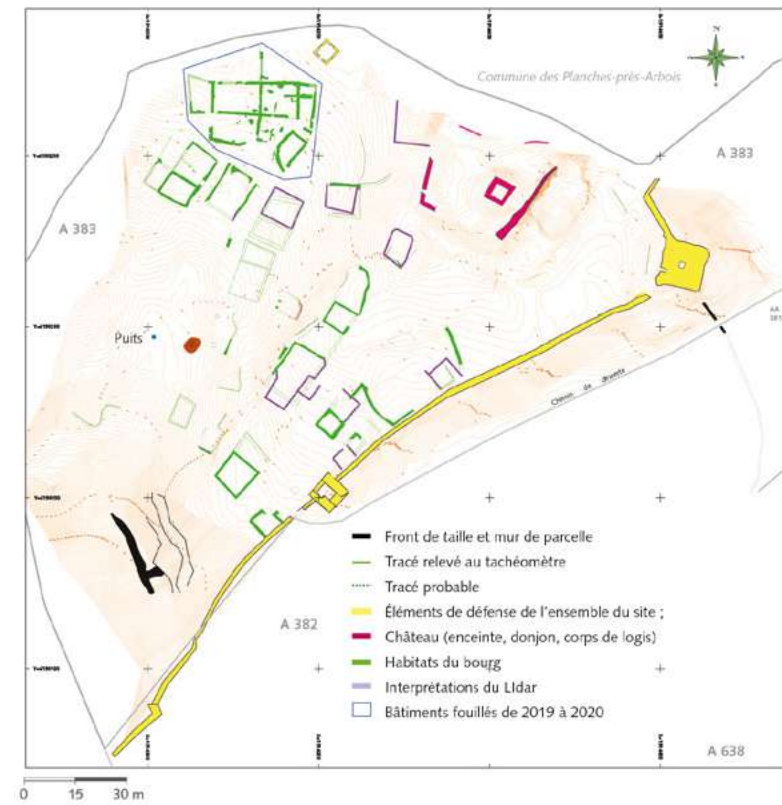 N
Commune des Planches-près-Arbois
A 383
A 383
Puits
Chemin de
Front de taille et mur de parcelle
Tracé relevé au tachéomètre
Tracé probable
Éléments de défense de l'ensemble du site ;
Château (enceinte, donjon, corps de logis)
Habitats du bourg
Interprétations du LIdar
Bâtiments fouillés de 2019 à 2020
A 382
A 638
0 15 30 m